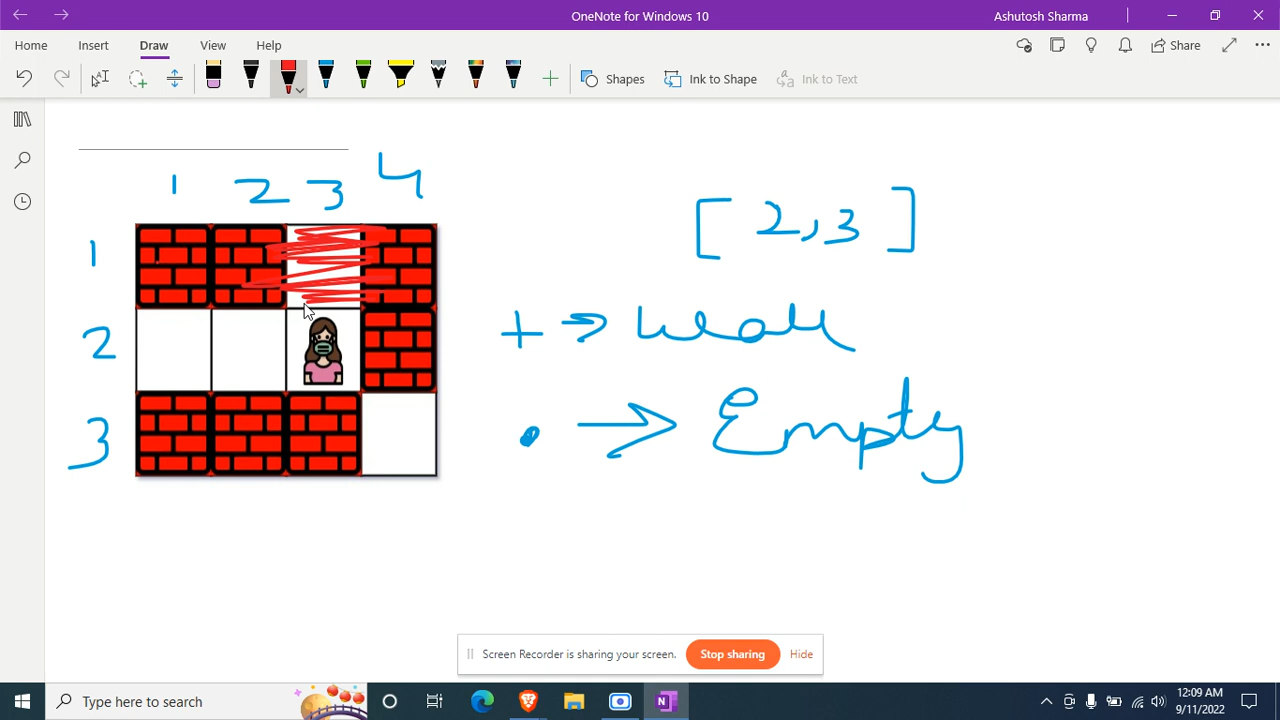 OneNote for Windows 10
Ashutosh Sharma
Home Insert Draw View Help
Share
Shapes
Ink to Shape
Ink to Text
1 2 3 4
[ 2,3 ]
1
+ → Wall
2
. → Empty
3
Screen Recorder is sharing your screen. Stop sharing Hide
Type here to search
12:09 AM
9/11/2022